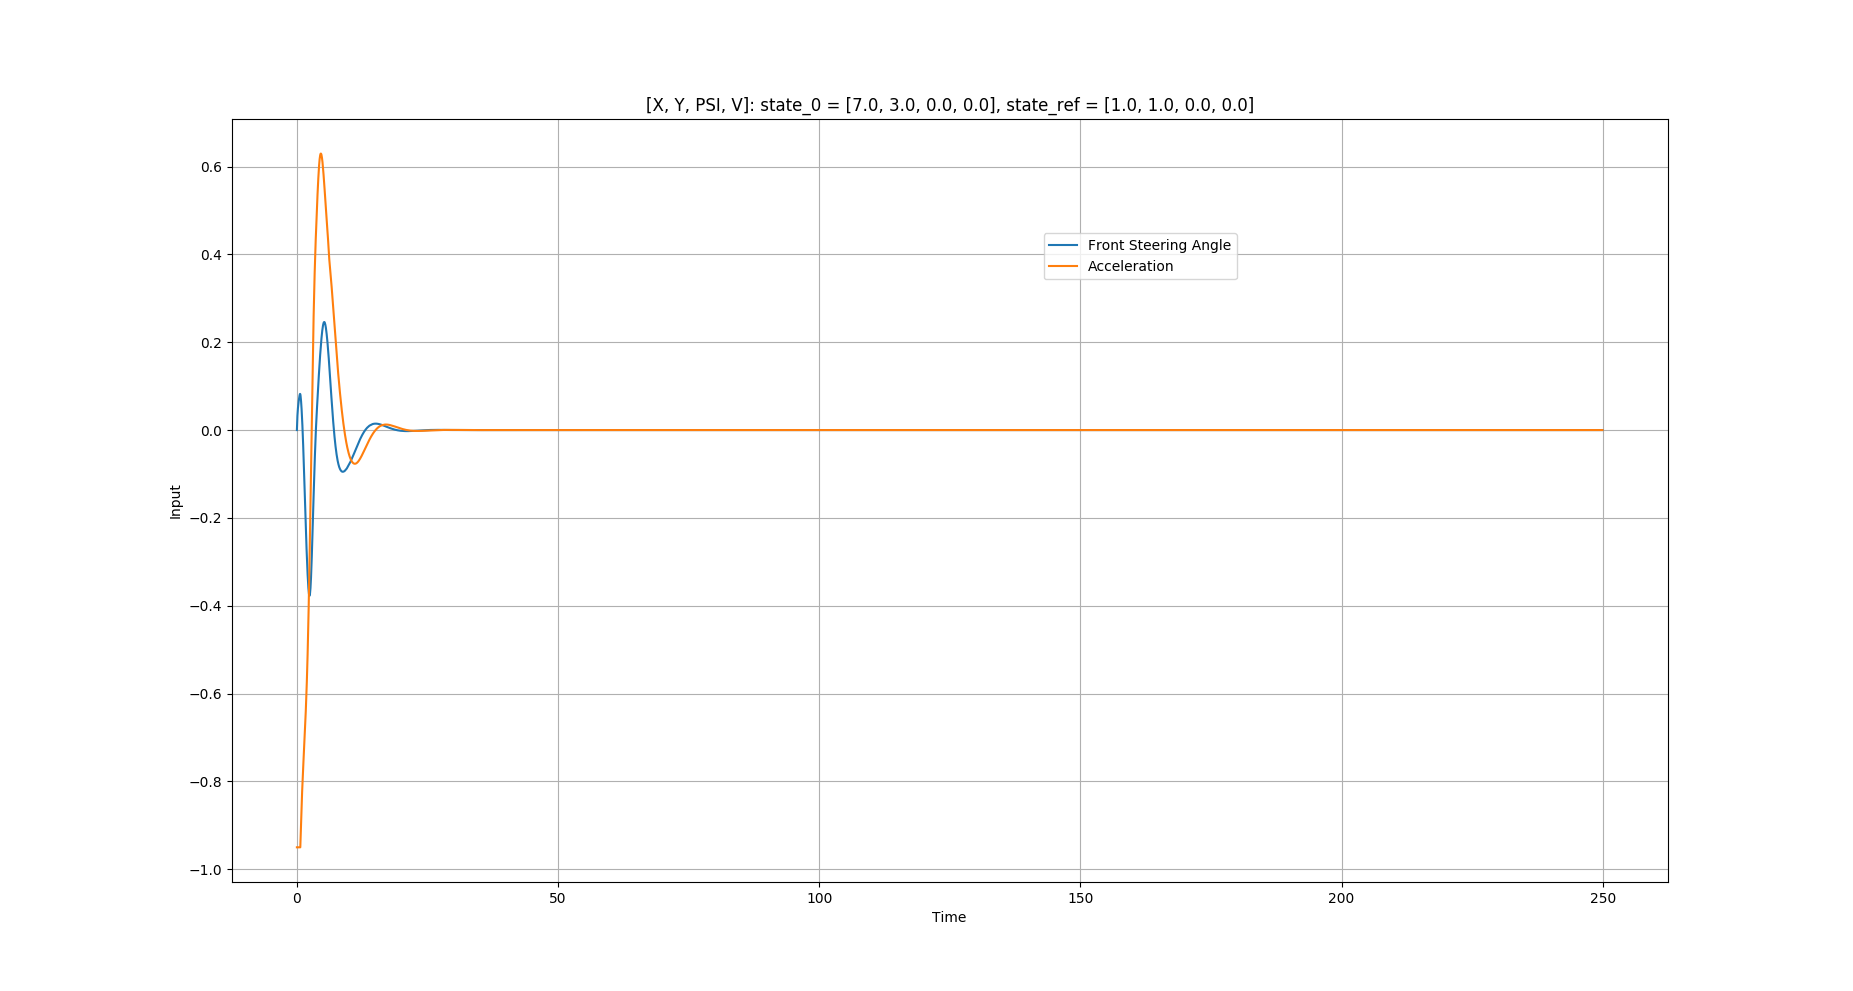 [X, Y, PSI, V]: state_0 = [7.0, 3.0, 0.0, 0.0], state_ref = [1.0, 1.0, 0.0, 0.0]
0.6
0.4
0.2
0.0
−0.2
−0.4
−0.6
−0.8
−1.0
Input
Front Steering Angle
Acceleration
0 50 100 150 200 250
Time